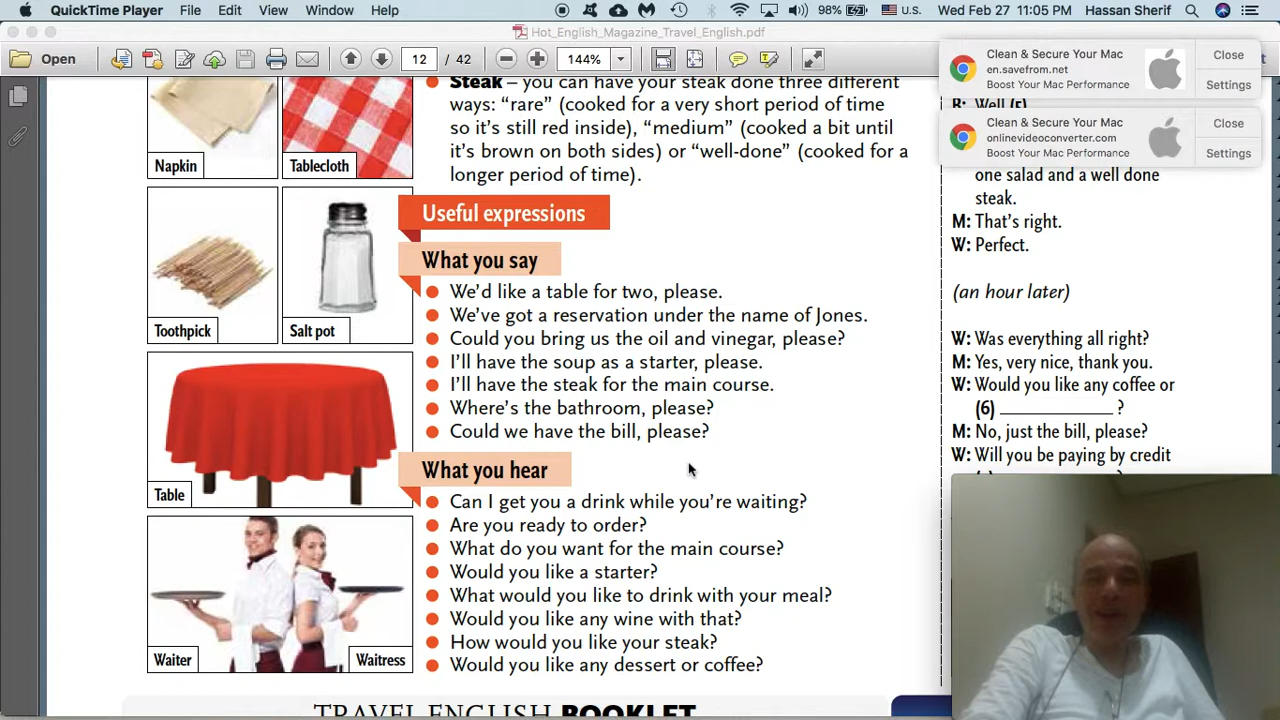 QuickTime Player File Edit View Window Help 98% U.S. Wed Feb 27 11:05 PM Hassan Sherif
Hot_English_Magazine_Travel_English.pdf
Open 12 / 42 144%
Clean & Secure Your Mac
en.savefrom.net
Boost Your Mac Performance
Close
Settings
Clean & Secure Your Mac
onlinevideoconverter.com
Boost Your Mac Performance
Close
Settings
Napkin
Tablecloth
Toothpick
Salt pot
Table
Waiter
Waitress
Steak – you can have your steak done three different
ways: “rare” (cooked for a very short period of time
so it’s still red inside), “medium” (cooked a bit until
it’s brown on both sides) or “well-done” (cooked for a
longer period of time).
Useful expressions
What you say
We’d like a table for two, please.
We’ve got a reservation under the name of Jones.
Could you bring us the oil and vinegar, please?
I’ll have the soup as a starter, please.
I’ll have the steak for the main course.
Where’s the bathroom, please?
Could we have the bill, please?
What you hear
Can I get you a drink while you’re waiting?
Are you ready to order?
What do you want for the main course?
Would you like a starter?
What would you like to drink with your meal?
Would you like any wine with that?
How would you like your steak?
Would you like any dessert or coffee?
one salad and a well done
steak.
M: That’s right.
W: Perfect.
(an hour later)
W: Was everything all right?
M: Yes, very nice, thank you.
W: Would you like any coffee or
(6) ____________ ?
M: No, just the bill, please?
W: Will you be paying by credit
TRAVEL ENGLISH BOOKLET